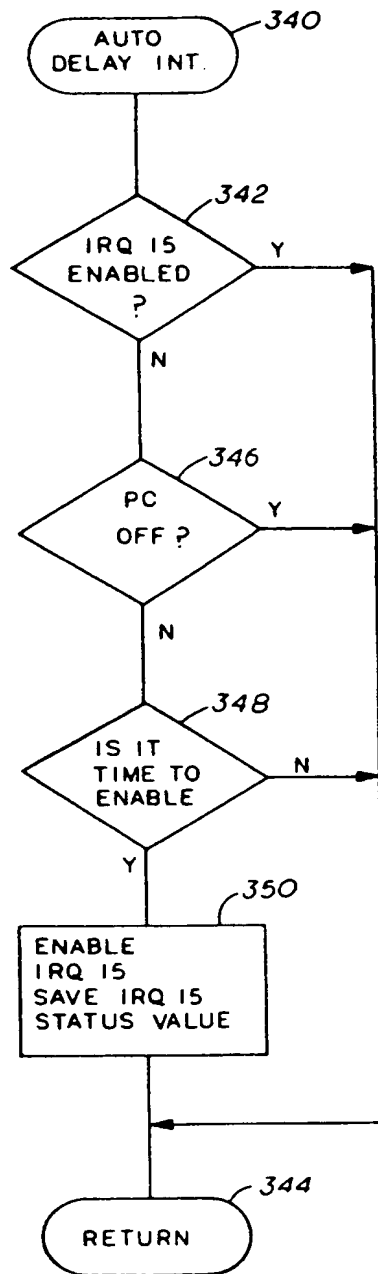 340
AUTO
DELAY INT.
342
IRQ 15
ENABLED
?
Y
N
346
PC
OFF ?
Y
N
348
IS IT
TIME TO
ENABLE
N
Y
350
ENABLE
IRQ 15
SAVE IRQ 15
STATUS VALUE
344
RETURN